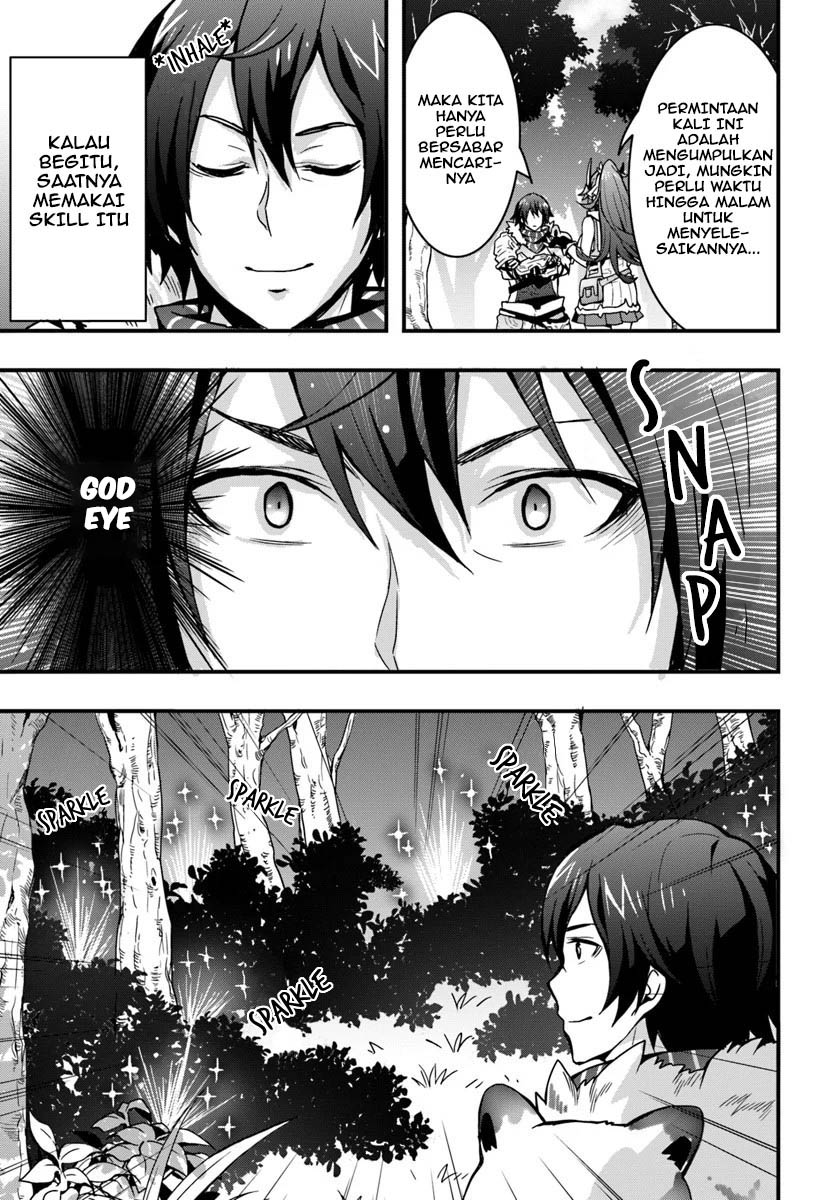 PERMINTAAN
KALI INI
ADALAH
MENGUMPULKAN
JADI, MUNGKIN
PERLU WAKTU
HINGGA MALAM
UNTUK
MENYELE-
SAIKANNYA...
MAKA KITA
HANYA
PERLU
BERSABAR
MENCARI-
NYA
*INHALE*
KALAU
BEGITU,
SAATNYA
MEMAKAI
SKILL ITU
SNAP
GOD
EYE
SPARKLE
SPARKLE
SPARKLE
SPARKLE
SPARKLE